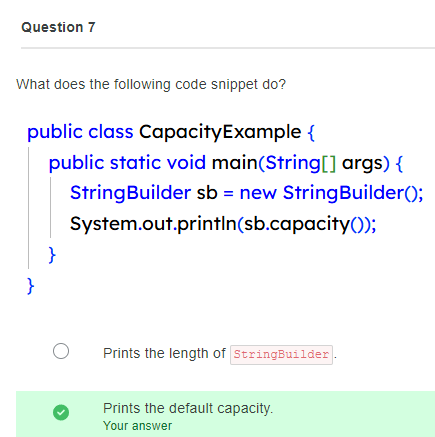 Question 7
What does the following code snippet do?
public class CapacityExample {
public static void main(String[] args) {
StringBuilder sb = new StringBuilder();
System.out.println(sb.capacity());
}
}
Prints the length of StringBuilder.
Prints the default capacity.
Your answer